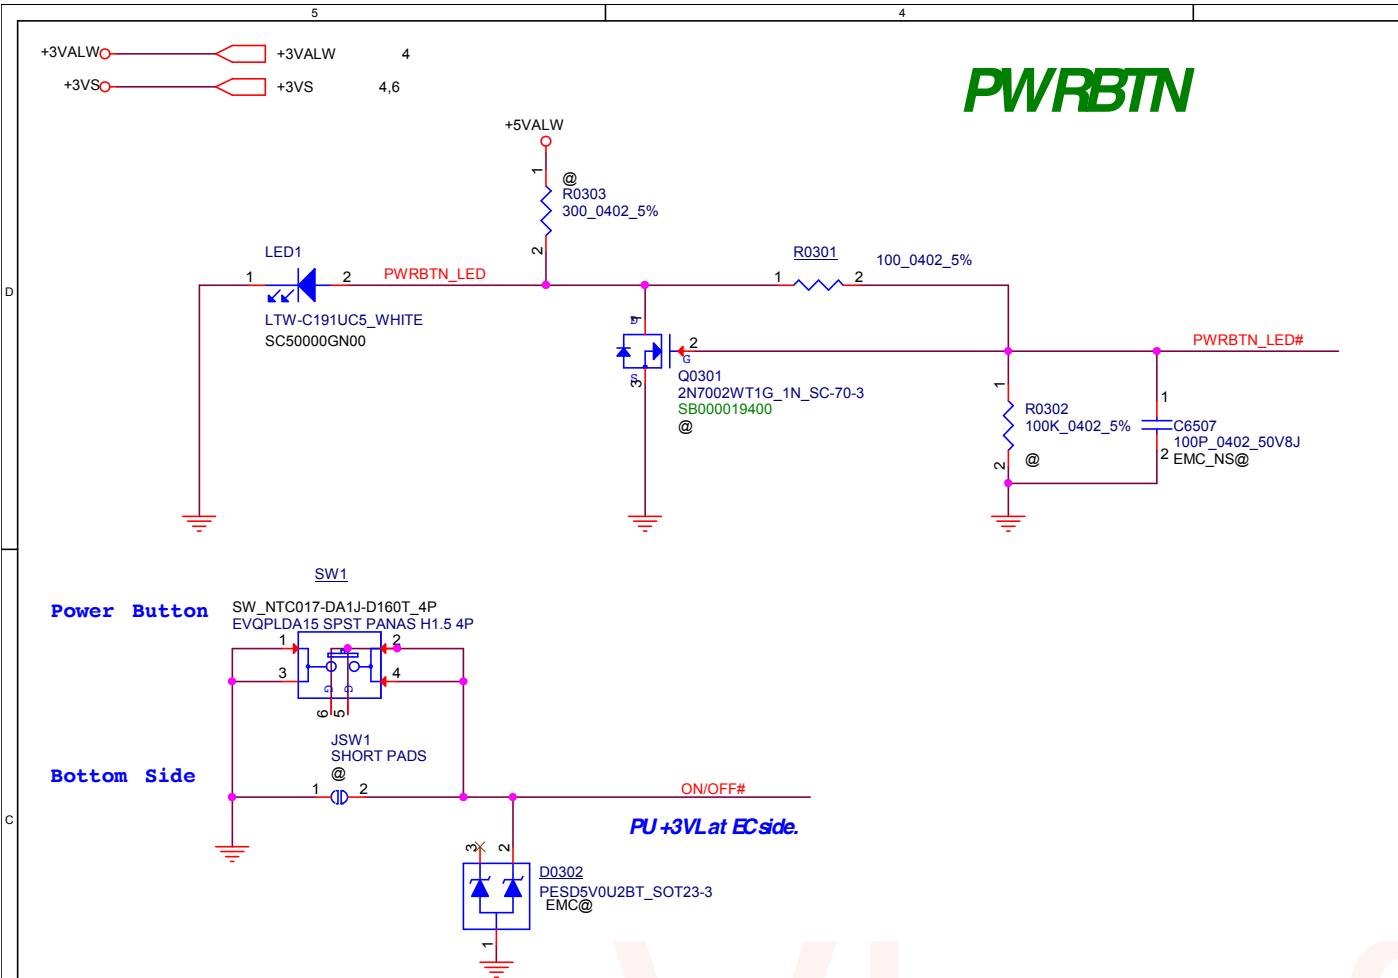 5
4
+3VALW
+3VALW
4
+3VS
+3VS
4,6
PWRBTN
+5VALW
1
@
R0303
300_0402_5%
2
LED1
1
2
PWRBTN_LED
LTW-C191UC5_WHITE
SC50000GN00
R0301
100_0402_5%
1
2
D
D
1
2
G
S
3
Q0301
2N7002WT1G_1N_SC-70-3
SB000019400
@
PWRBTN_LED#
1
R0302
100K_0402_5%
2
@
1
C6507
100P_0402_50V8J
2
EMC_NS@
SW1
Power Button
SW_NTC017-DA1J-D160T_4P
EVQPLDA15 SPST PANAS H1.5 4P
1
2
3
4
G
G
6
5
JSW1
SHORT PADS
@
Bottom Side
1
2
ON/OFF#
PU +3VL at EC side.
C
3
2
D0302
PESD5V0U2BT_SOT23-3
EMC@
1